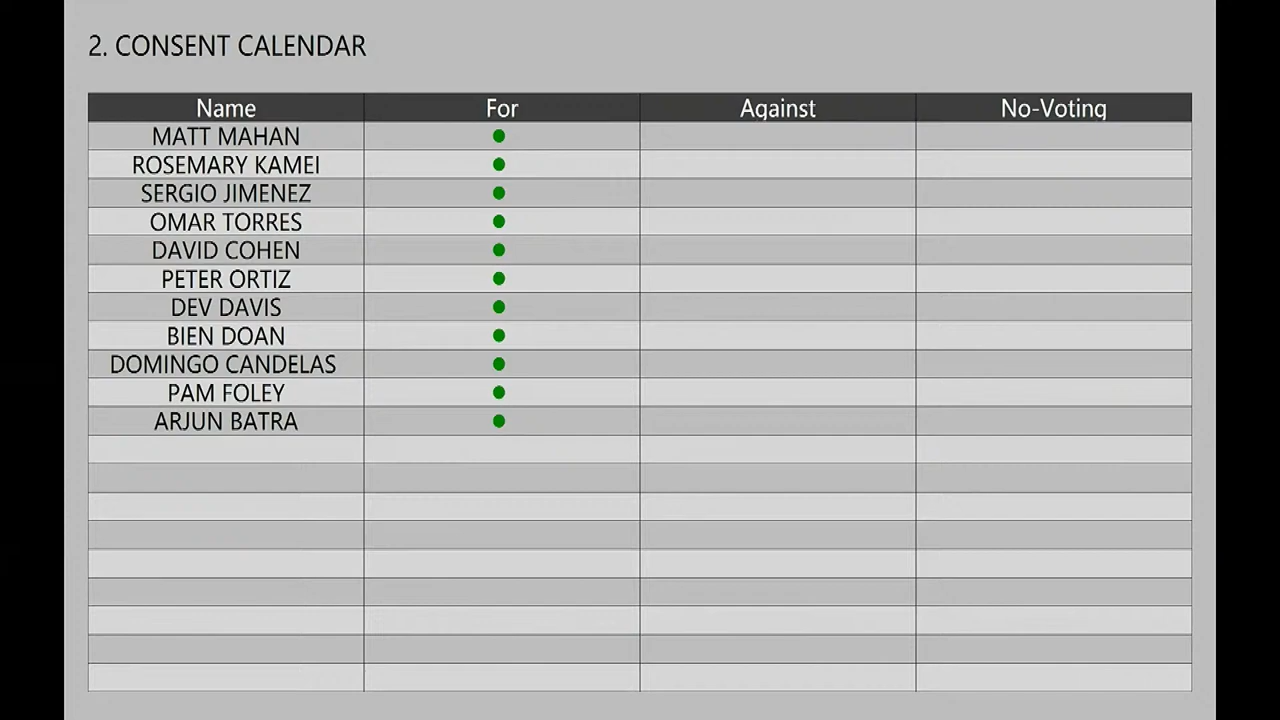 2. CONSENT CALENDAR
Name For Against No-Voting
MATT MAHAN
ROSEMARY KAMEI
SERGIO JIMENEZ
OMAR TORRES
DAVID COHEN
PETER ORTIZ
DEV DAVIS
BIEN DOAN
DOMINGO CANDELAS
PAM FOLEY
ARJUN BATRA